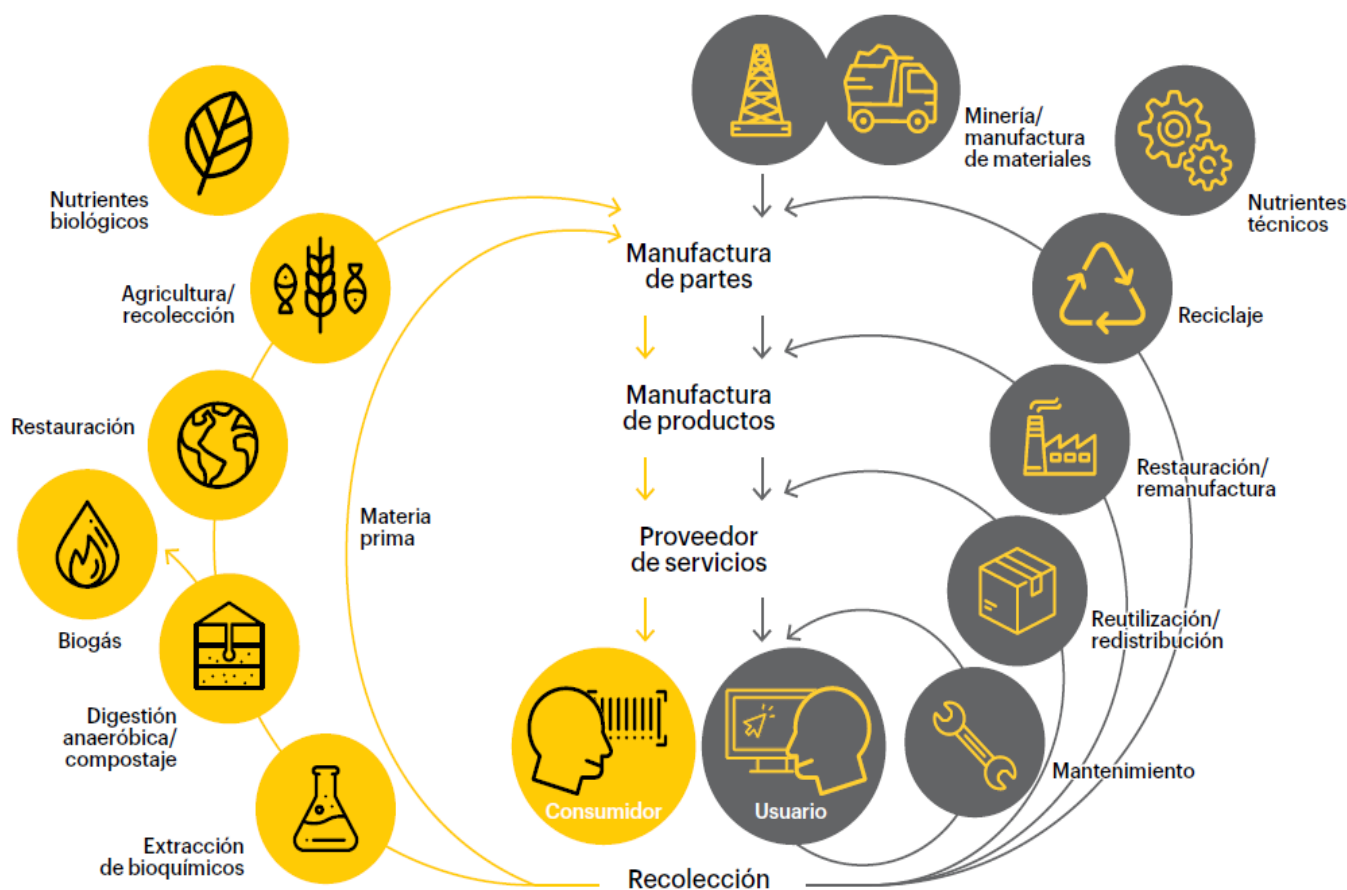 Minería/
manufactura
de materiales
Nutrientes
técnicos
Nutrientes
biológicos
Manufactura
de partes
Agricultura/
recolección
Reciclaje
Manufactura
de productos
Restauración
Restauración/
remanufactura
Materia
prima
Proveedor
de servicios
Biogás
Reutilización/
redistribución
Digestión
anaeróbica/
compostaje
Mantenimiento
Consumidor
Usuario
Extracción
de bioquímicos
Recolección